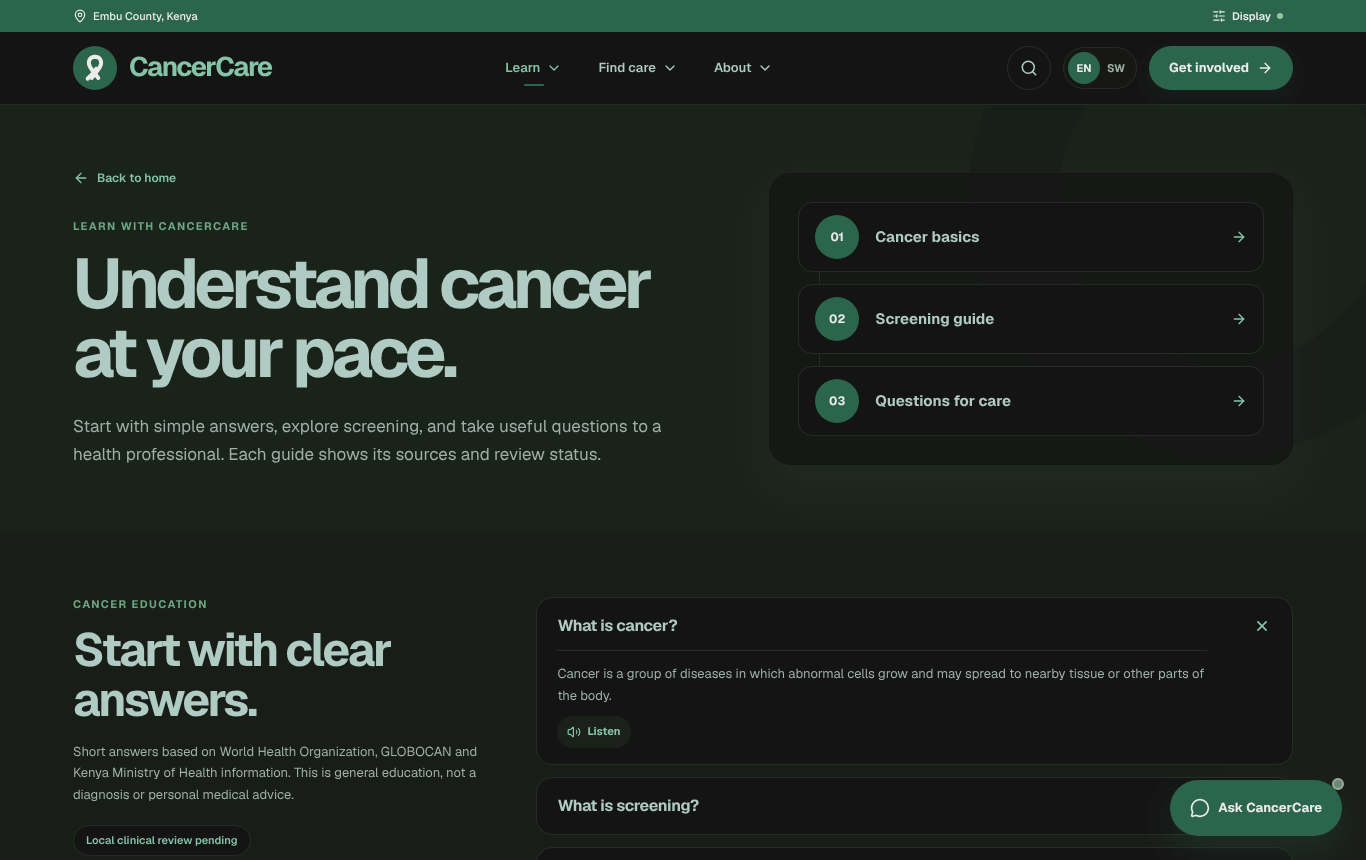 Embu County, Kenya
Display
CancerCare
Learn
Find care
About
EN
SW
Get involved
Back to home
LEARN WITH CANCERCARE
Understand cancer
at your pace.
Start with simple answers, explore screening, and take useful questions to a
health professional. Each guide shows its sources and review status.
01
Cancer basics
02
Screening guide
03
Questions for care
CANCER EDUCATION
Start with clear
answers.
Short answers based on World Health Organization, GLOBOCAN and
Kenya Ministry of Health information. This is general education, not a
diagnosis or personal medical advice.
Local clinical review pending
What is cancer?
Cancer is a group of diseases in which abnormal cells grow and may spread to nearby tissue or other parts of
the body.
Listen
What is screening?
Ask CancerCare